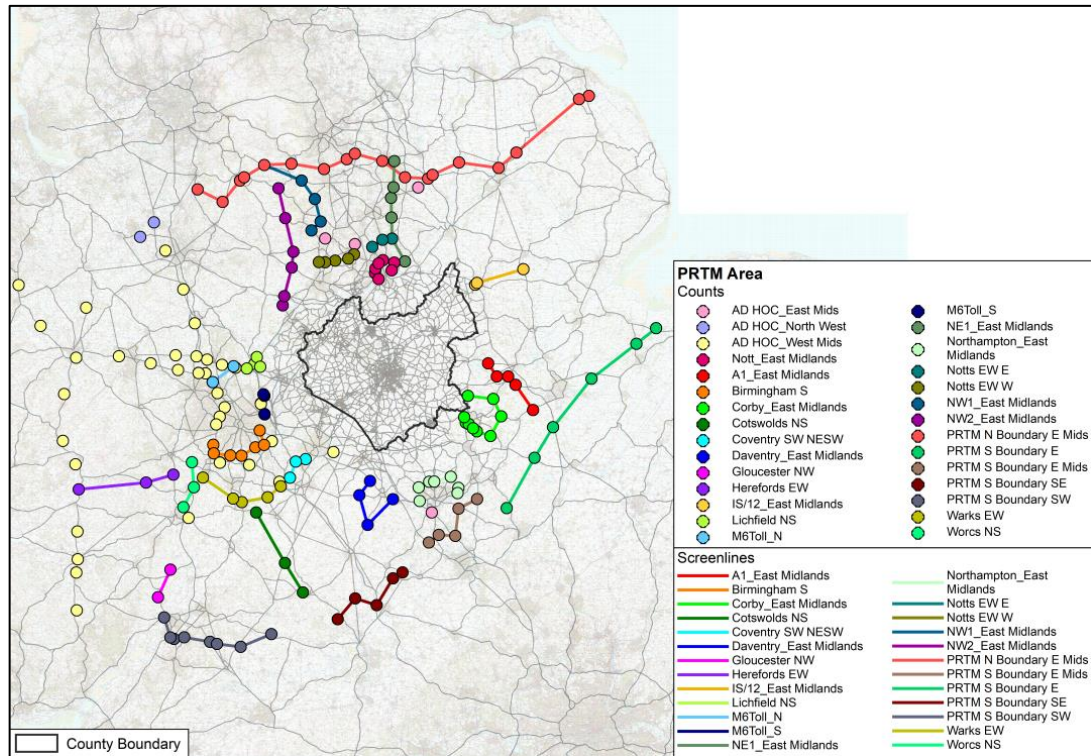 PRTM Area
Counts
AD HOC_East Mids
AD HOC_North West
AD HOC_West Mids
Nott_East Midlands
A1_East Midlands
Birmingham S
Corby_East Midlands
Cotswolds NS
Coventry SW NESW
Daventry_East Midlands
Gloucester NW
Herefords EW
IS/12_East Midlands
Lichfield NS
M6Toll_N
M6Toll_S
NE1_East Midlands
Northampton_East
Midlands
Notts EW E
Notts EW W
NW1_East Midlands
NW2_East Midlands
PRTM N Boundary E Mids
PRTM S Boundary E
PRTM S Boundary E Mids
PRTM S Boundary SE
PRTM S Boundary SW
Warks EW
Worcs NS
Screenlines
A1_East Midlands
Birmingham S
Corby_East Midlands
Cotswolds NS
Coventry SW NESW
Daventry_East Midlands
Gloucester NW
Herefords EW
IS/12_East Midlands
Lichfield NS
M6Toll_N
M6Toll_S
NE1_East Midlands
Northampton_East
Midlands
Notts EW E
Notts EW W
NW1_East Midlands
NW2_East Midlands
PRTM N Boundary E Mids
PRTM S Boundary E Mids
PRTM S Boundary E
PRTM S Boundary SE
PRTM S Boundary SW
Warks EW
Worcs NS
County Boundary